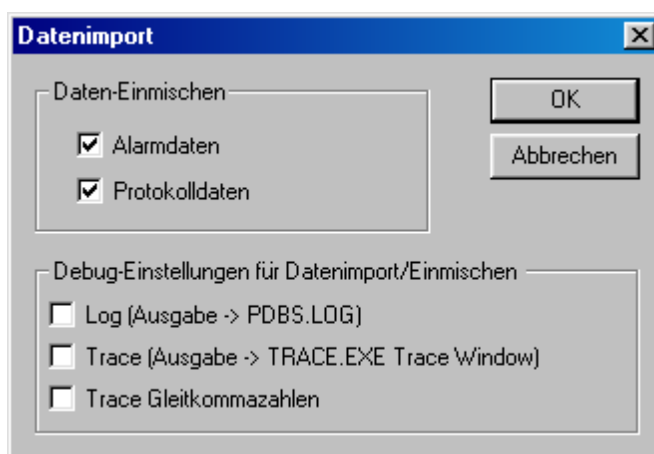 Datenimport
Daten-Einmischen
OK
Alarmdaten
Abbrechen
Protokolldaten
Debug-Einstellungen für Datenimport/Einmischen
Log (Ausgabe -> PDBS.LOG)
Trace (Ausgabe -> TRACE.EXE Trace Window)
Trace Gleitkommazahlen